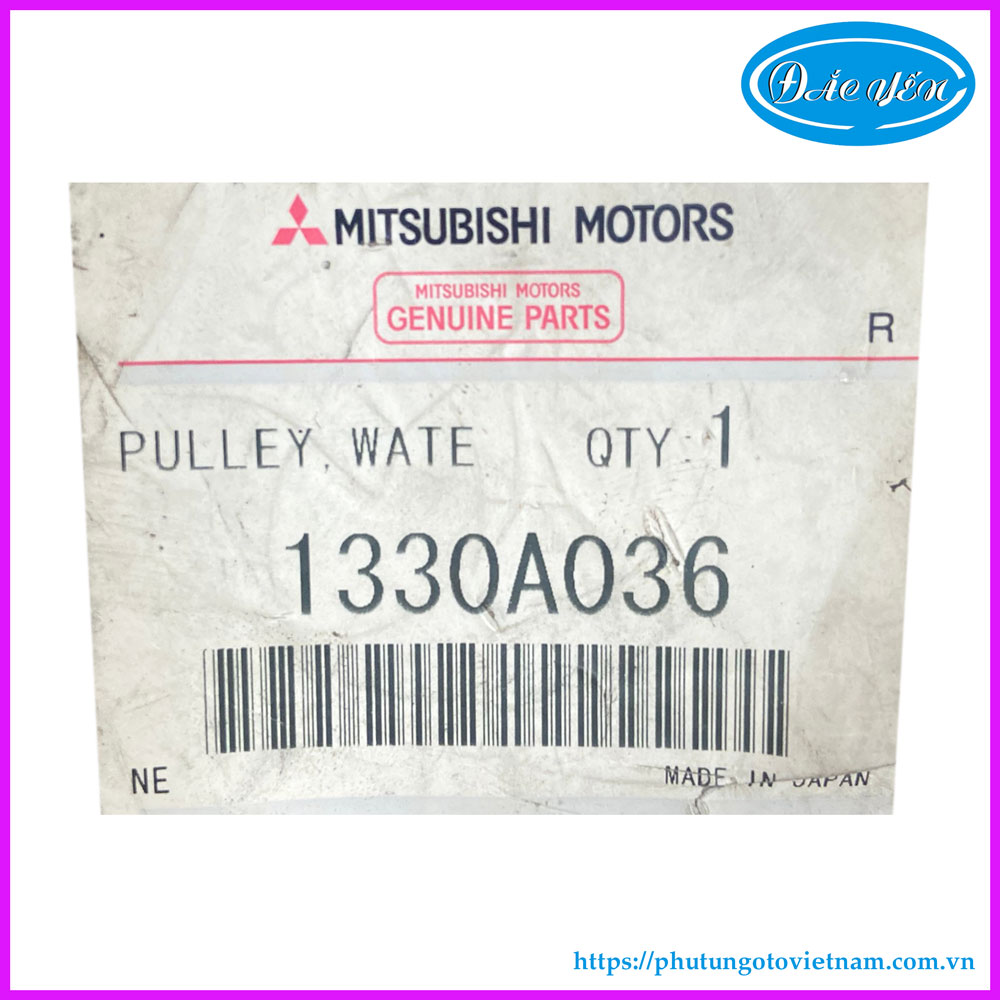 ĐẮC YẾN
MITSUBISHI MOTORS
MITSUBISHI MOTORS
GENUINE PARTS
R
PULLEY, WATE QTY 1
1330A036
NE MADE IN JAPAN
https://phutungotovietnam.com.vn